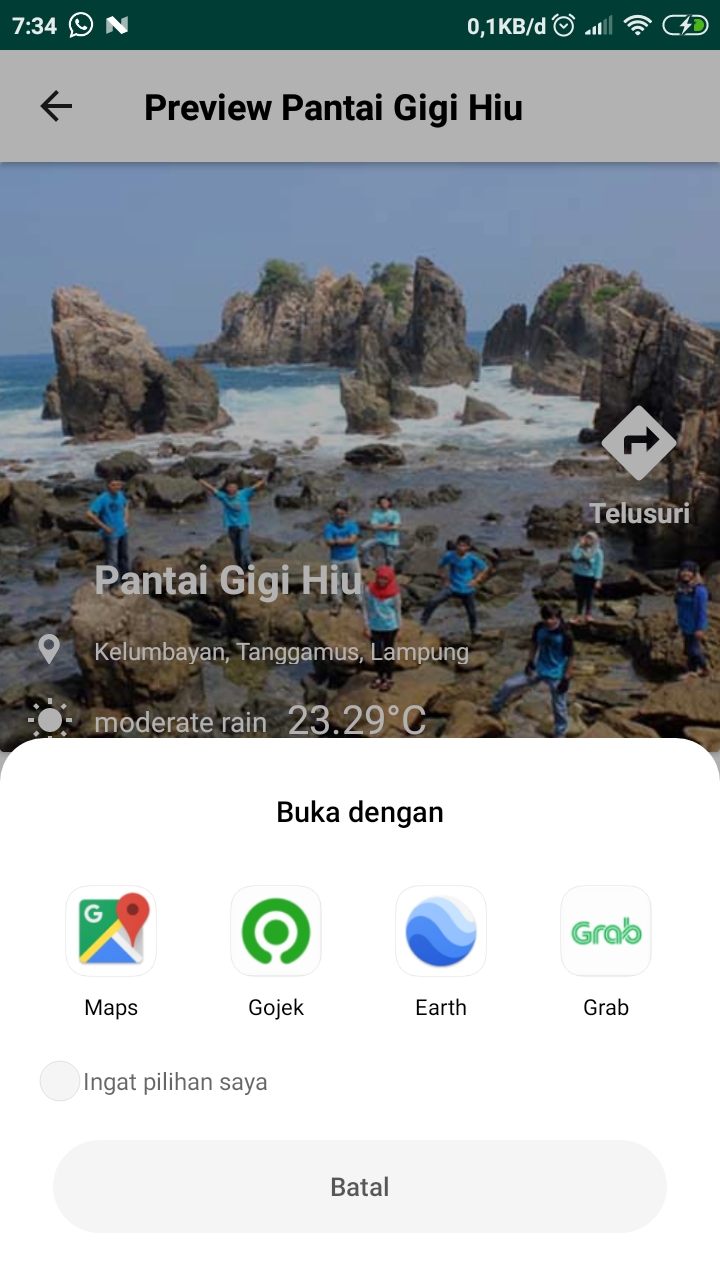 7:34
0,1KB/d
Preview Pantai Gigi Hiu
Telusuri
Pantai Gigi Hiu
Kelumbayan, Tanggamus, Lampung
moderate rain 23.29°C
Buka dengan
G
Grab
Maps Gojek Earth Grab
Ingat pilihan saya
Batal